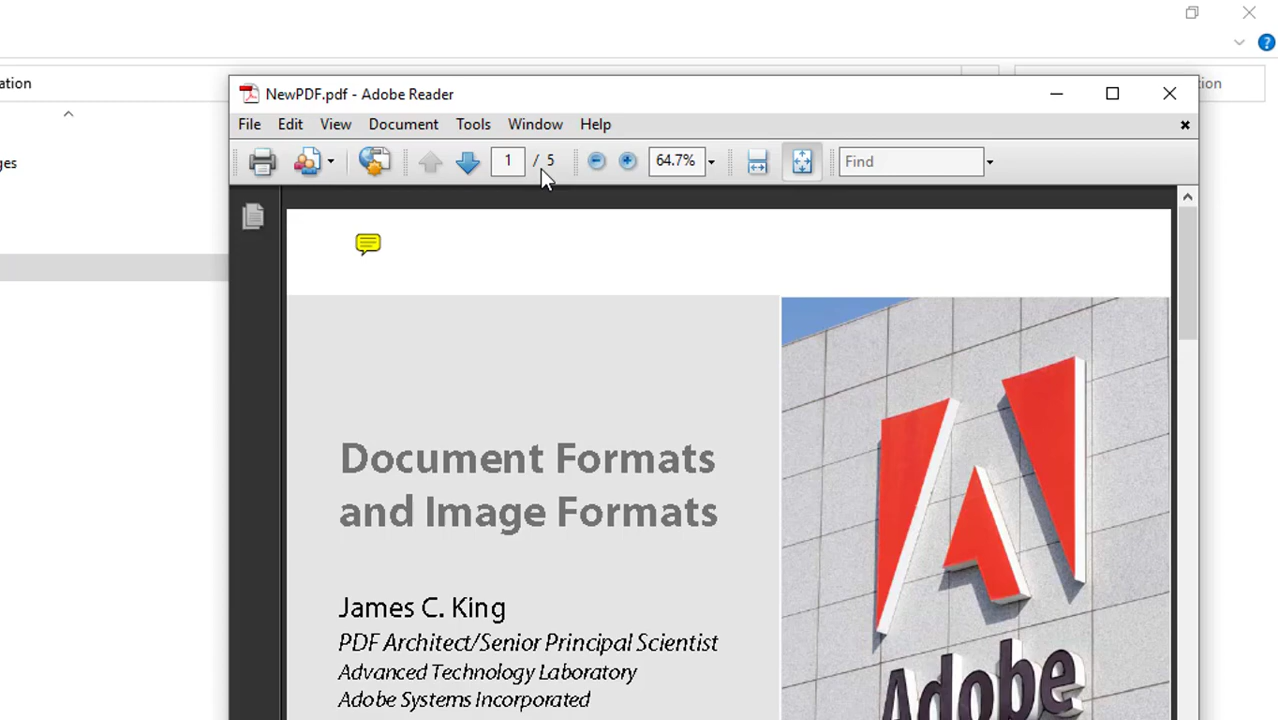 ation
tion
ges
NewPDF.pdf - Adobe Reader
File Edit View Document Tools Window Help
1 / 5 64.7% Find
Document Formats
and Image Formats
James C. King
PDF Architect/Senior Principal Scientist
Advanced Technology Laboratory
Adobe Systems Incorporated
Adobe